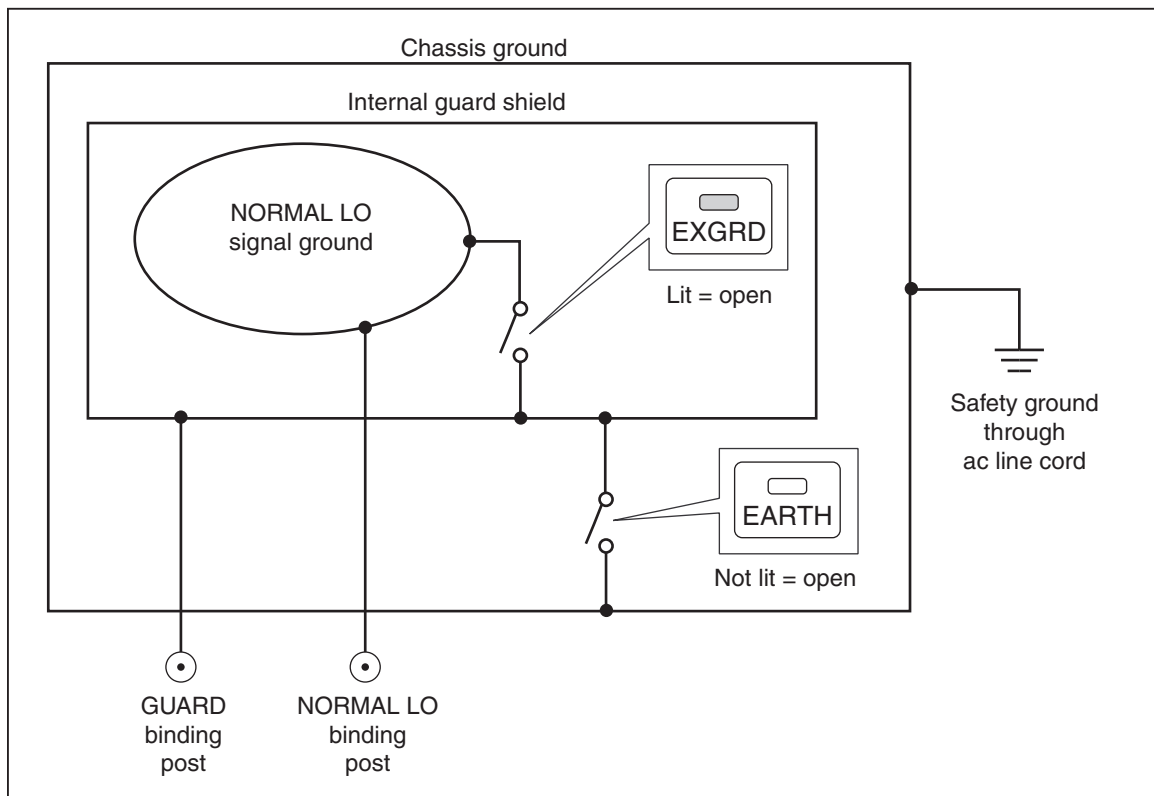 Chassis ground
Internal guard shield
NORMAL LO
signal ground
EXGRD
Lit = open
Safety ground
through
ac line cord
EARTH
Not lit = open
GUARD
binding
post
NORMAL LO
binding
post